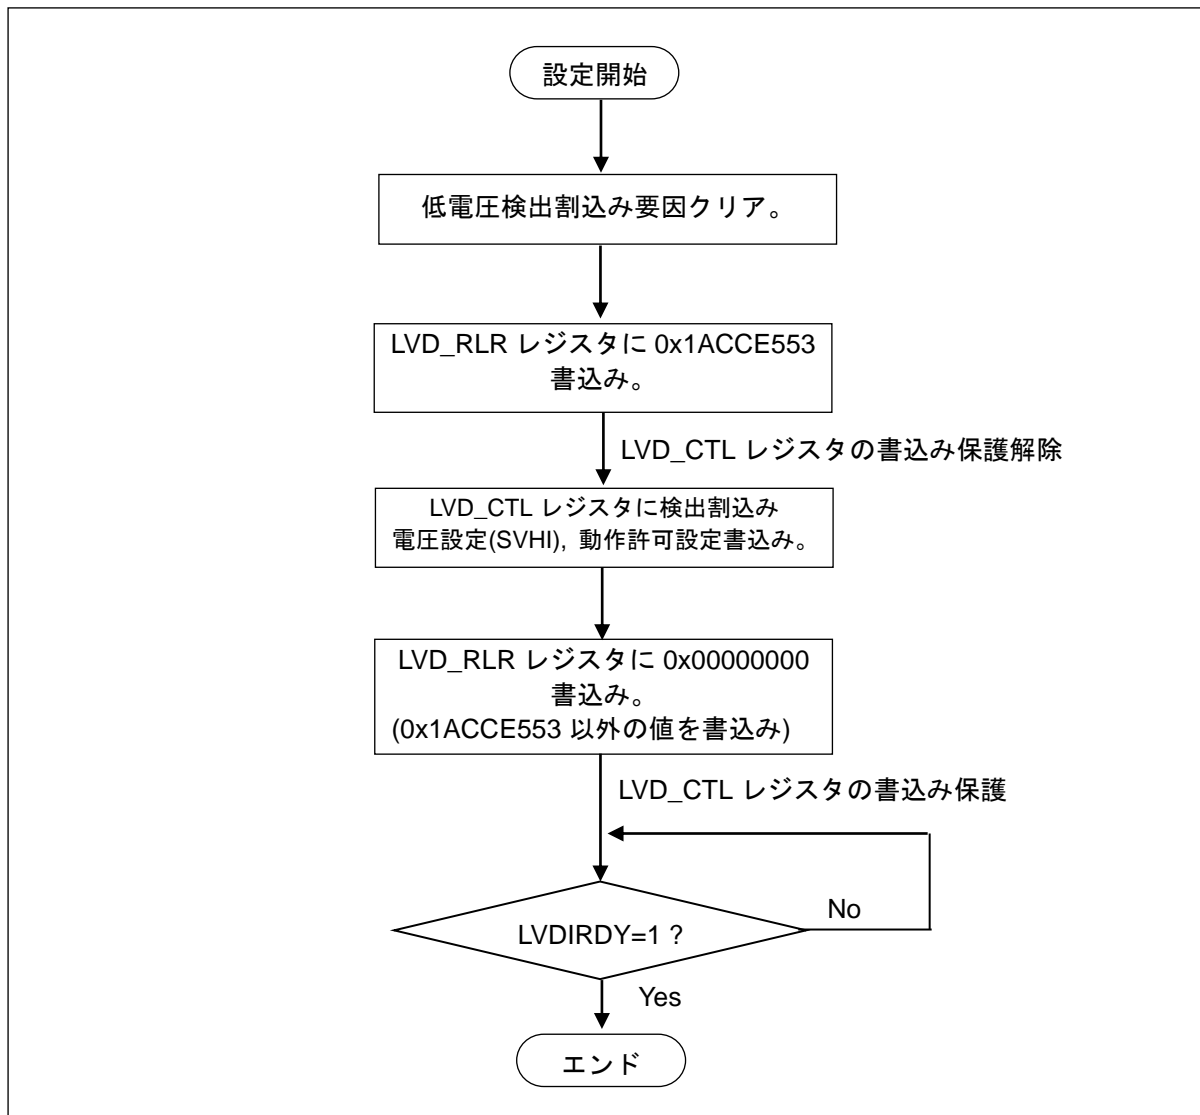 設定開始
低電圧検出割込み要因クリア。
LVD_RLR レジスタに 0x1ACCE553
書込み。
LVD_CTL レジスタの書込み保護解除
LVD_CTL レジスタに検出割込み
電圧設定(SVHI), 動作許可設定書込み。
LVD_RLR レジスタに 0x00000000
書込み。
(0x1ACCE553 以外の値を書込み)
LVD_CTL レジスタの書込み保護
No
LVDIRDY=1 ?
Yes
エンド